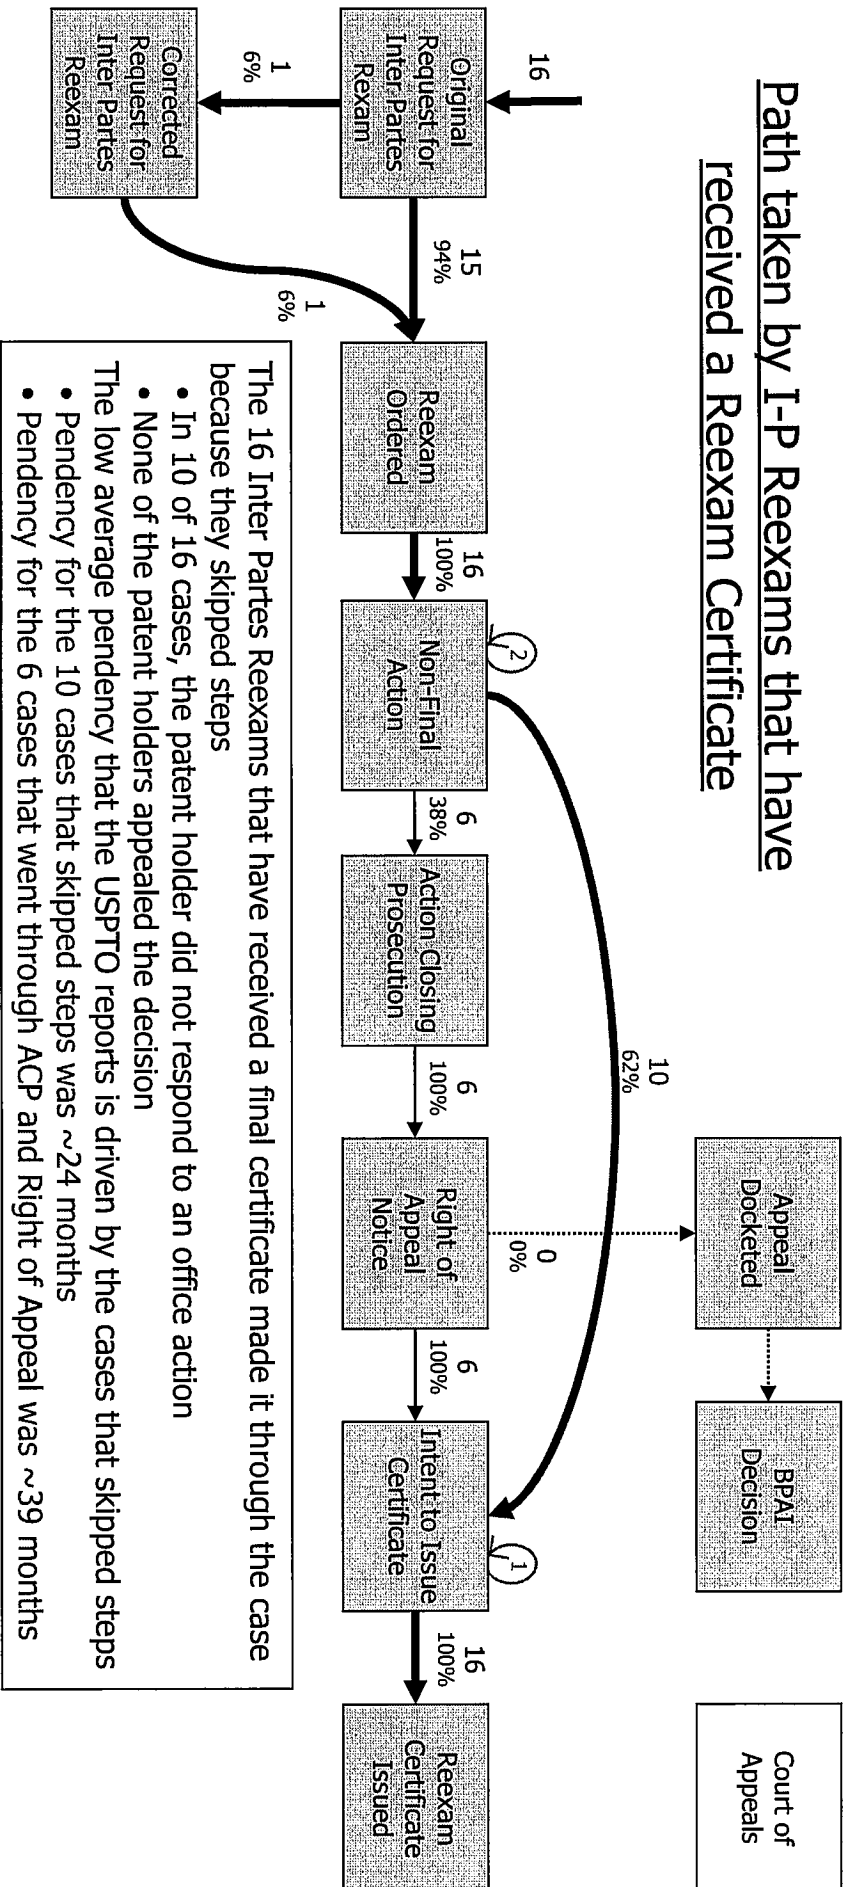 Path taken by I-P Reexams that have
received a Reexam Certificate
16
Original
Request for
Inter Partes
Rexam
1
6%
Corrected
Request for
Inter Partes
Reexam
15
94%
1
6%
Reexam
Ordered
16
100%
2
Non-Final
Action
6
38%
Action Closing
Prosecution
6
100%
Right of
Appeal
Notice
6
100%
10
62%
0
0%
Appeal
Docketed
BPAI
Decision
Court of
Appeals
Intent to Issue
Certificate
1
16
100%
Reexam
Certificate
Issued
The 16 Inter Partes Reexams that have received a final certificate made it through the case
because they skipped steps
• In 10 of 16 cases, the patent holder did not respond to an office action
• None of the patent holders appealed the decision
The low average pendency that the USPTO reports is driven by the cases that skipped steps
• Pendency for the 10 cases that skipped steps was ~24 months
• Pendency for the 6 cases that went through ACP and Right of Appeal was ~39 months